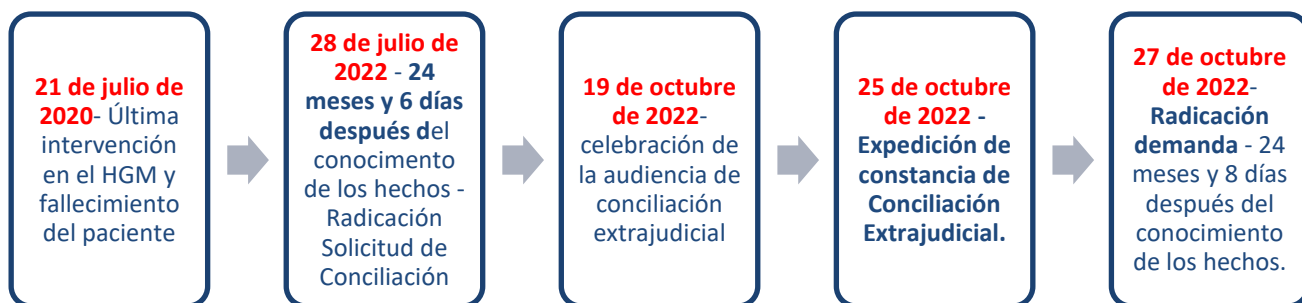 21 de julio de
2020- Última
intervención
en el HGM y
fallecimiento
del paciente
28 de julio de
2022 - 24
meses y 6 días
después del
conocimiento
de los hechos -
Radicación
Solicitud de
Conciliación
19 de octubre
de 2022-
celebración de
la audiencia de
conciliación
extrajudicial
25 de octubre
de 2022 -
Expedición de
constancia de
Conciliación
Extrajudicial.
27 de octubre
de 2022-
Radicación
demanda - 24
meses y 8 días
después del
conocimiento
de los hechos.